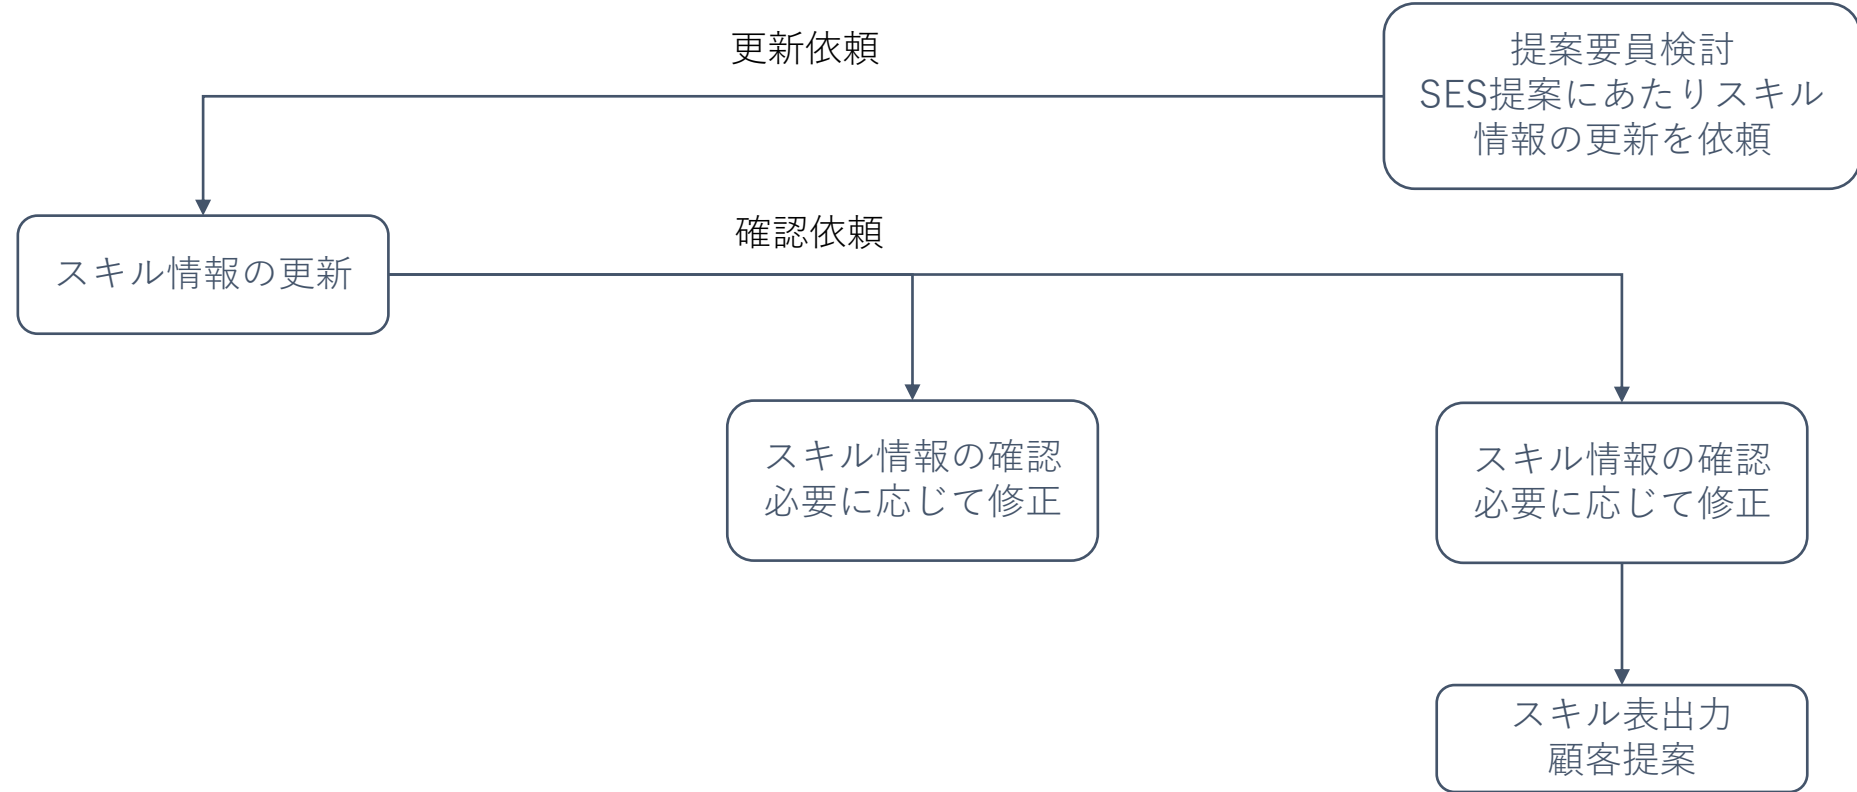 更新依頼
提案要員検討
SES提案にあたりスキル
情報の更新を依頼
スキル情報の更新
確認依頼
スキル情報の確認
必要に応じて修正
スキル情報の確認
必要に応じて修正
スキル表出力
顧客提案